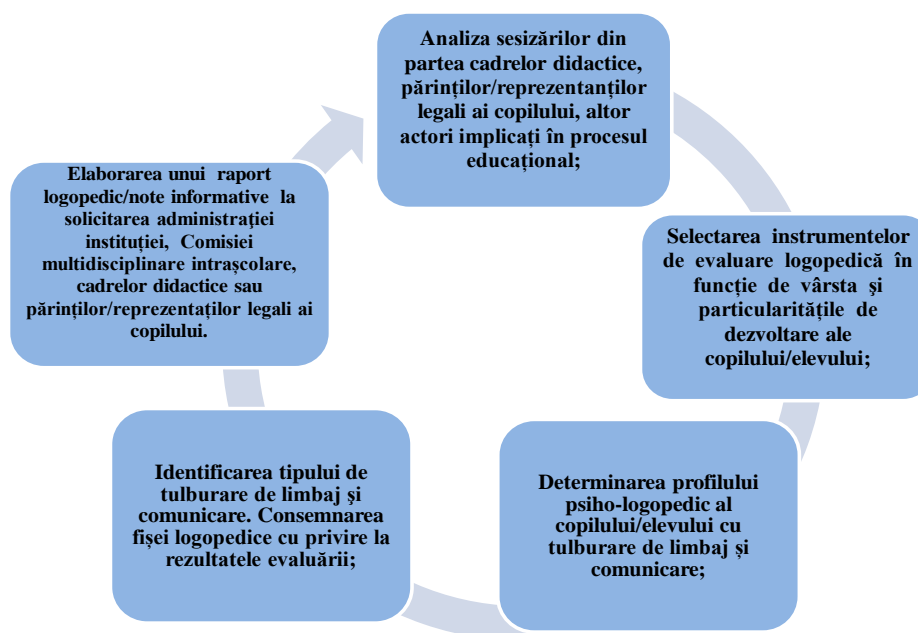 Analiza sesizărilor din
partea cadrelor didactice,
părinților/reprezentanților
legali ai copilului, altor
actori implicați în procesul
educațional;
Selectarea instrumentelor
de evaluare logopedică în
funcție de vârsta şi
particularitățile de
dezvoltare ale
copilului/elevului;
Determinarea profilului
psiho-logopedic al
copilului/elevului cu
tulburare de limbaj și
comunicare;
Identificarea tipului de
tulburare de limbaj şi
comunicare. Consemnarea
fișei logopedice cu privire la
rezultatele evaluării;
Elaborarea unui raport
logopedic/note informative la
solicitarea administraţiei
instituției, Comisiei
multidisciplinare intrașcolare,
cadrelor didactice sau
părinților/reprezentaților legali ai
copilului.